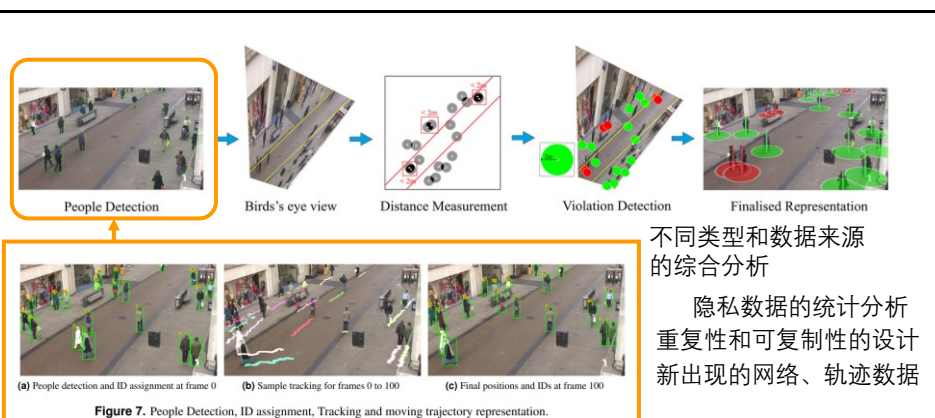 < 2m
< 2m
< 2m
People Detection
Birds's eye view
Distance Measurement
Violation Detection
Finalised Representation
不同类型和数据来源
的综合分析
隐私数据的统计分析
重复性和可复制性的设计
新出现的网络、轨迹数据
(a) People detection and ID assignment at frame 0
(b) Sample tracking for frames 0 to 100
(c) Final positions and IDs at frame 100
Figure 7. People Detection, ID assignment, Tracking and moving trajectory representation.